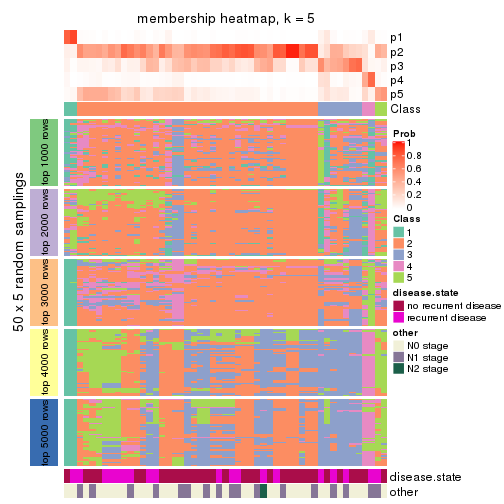 membership heatmap, k = 5
p1
p2
p3
p4
p5
Class
50 x 5 random samplings
top 1000 rows
top 2000 rows
top 3000 rows
top 4000 rows
top 5000 rows
disease.state
other
Prob
1
0.8
0.6
0.4
0.2
0
Class
1
2
3
4
5
disease.state
no recurrent disease
recurrent disease
other
N0 stage
N1 stage
N2 stage